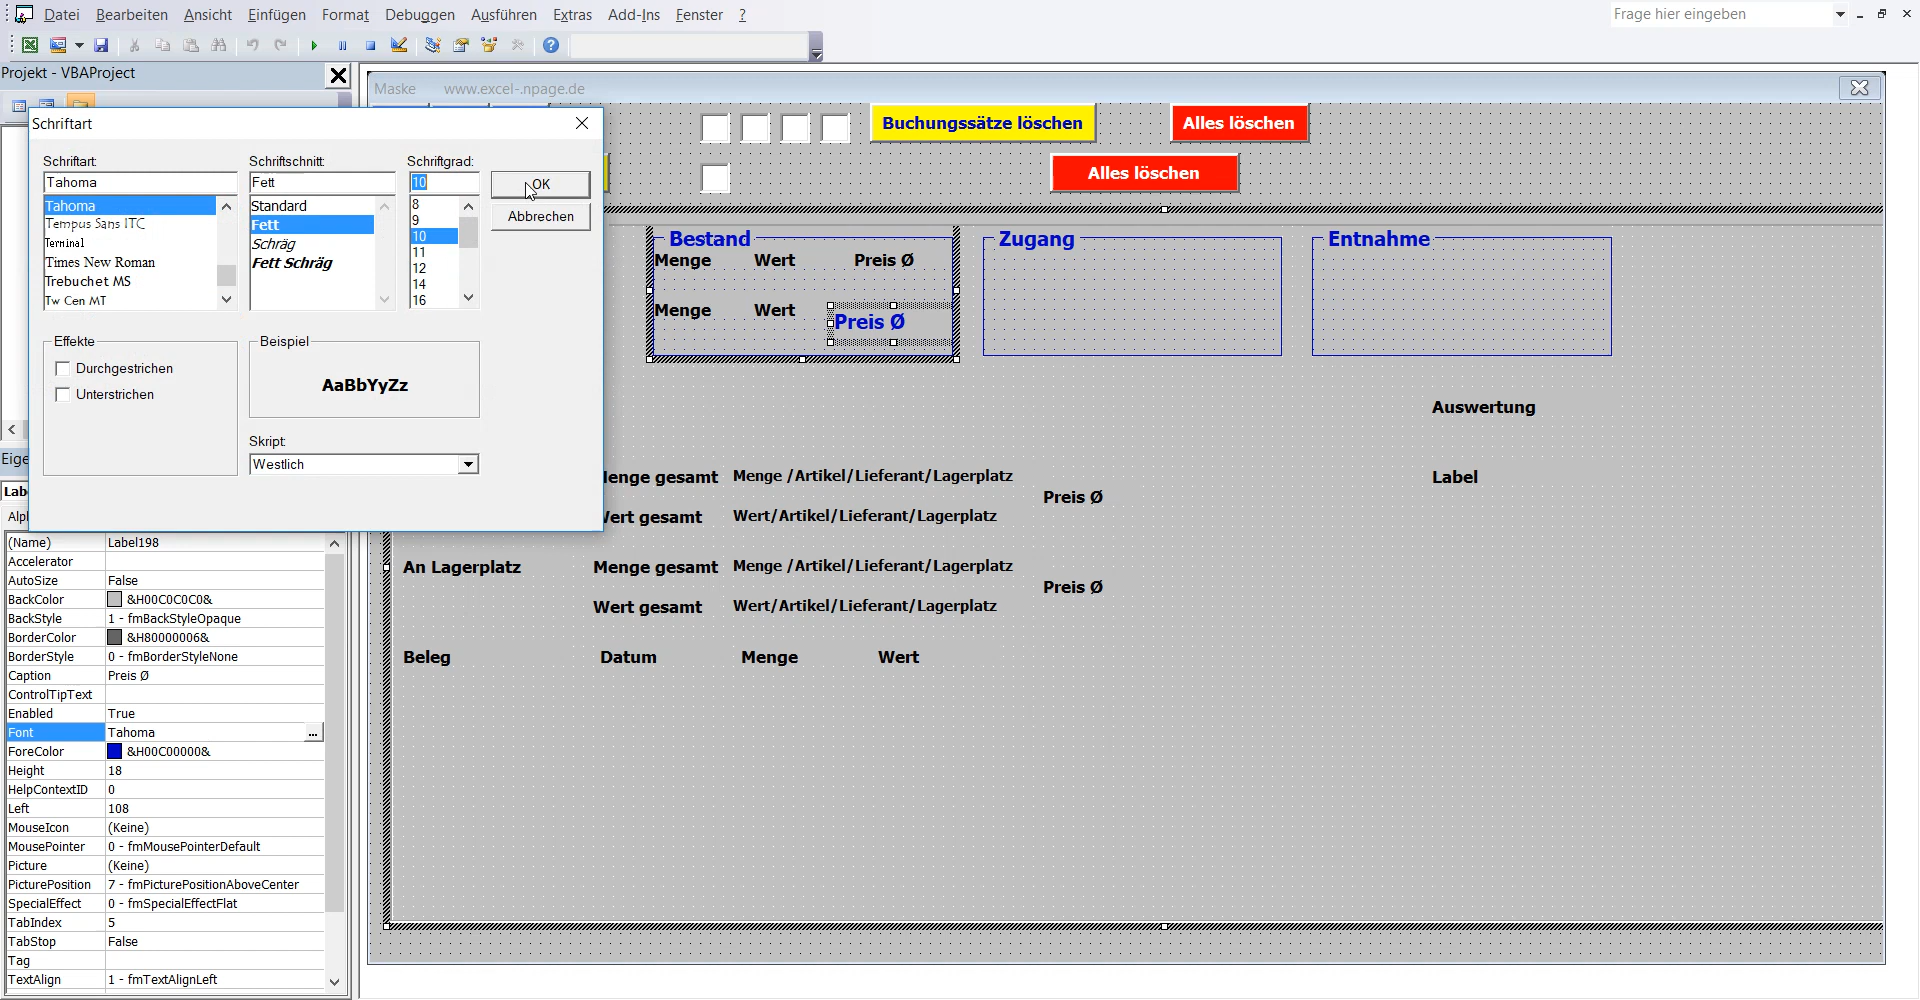 Datei Bearbeiten Ansicht Einfügen Format Debuggen Ausführen Extras Add-Ins Fenster ?
Frage hier eingeben
Projekt - VBAProject
Maske www.excel-.npage.de
Buchungssätze löschen
Alles löschen
Alles löschen
Schriftart
Schriftart: Schriftschnitt: Schriftgrad:
Tahoma Fett 10 OK
Abbrechen
Tahoma
Tempus Sans ITC
Terminal
Times New Roman
Trebuchet MS
Tw Cen MT
Standard
Fett
Schräg
Fett Schräg
8
9
10
11
12
14
16
Effekte
Durchgestrichen
Unterstrichen
Beispiel
AaBbYyZz
Skript:
Westlich
Bestand
Menge Wert Preis Ø
Menge Wert
Preis Ø
Zugang
Entnahme
Auswertung
Menge gesamt Menge /Artikel/Lieferant/Lagerplatz
Label
Preis Ø
Wert gesamt Wert/Artikel/Lieferant/Lagerplatz
An Lagerplatz Menge gesamt Menge /Artikel/Lieferant/Lagerplatz
Preis Ø
Wert gesamt Wert/Artikel/Lieferant/Lagerplatz
Beleg Datum Menge Wert
Eige
Lab
Alp
(Name) Label198
Accelerator
AutoSize False
BackColor &H00C0C0C0&
BackStyle 1 - fmBackStyleOpaque
BorderColor &H80000006&
BorderStyle 0 - fmBorderStyleNone
Caption Preis Ø
ControlTipText
Enabled True
Font Tahoma ...
ForeColor &H00C00000&
Height 18
HelpContextID 0
Left 108
MouseIcon (Keine)
MousePointer 0 - fmMousePointerDefault
Picture (Keine)
PicturePosition 7 - fmPicturePositionAboveCenter
SpecialEffect 0 - fmSpecialEffectFlat
TabIndex 5
TabStop False
Tag
TextAlign 1 - fmTextAlignLeft